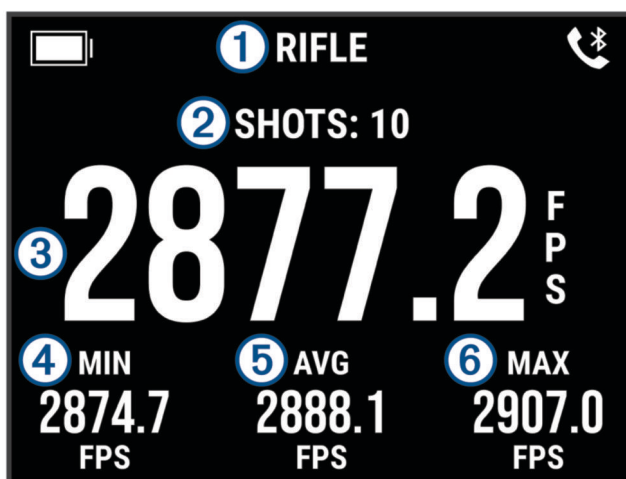 1 RIFLE
2 SHOTS: 10
3 2877.2 FPS
4 MIN 5 AVG 6 MAX
2874.7 2888.1 2907.0
FPS FPS FPS